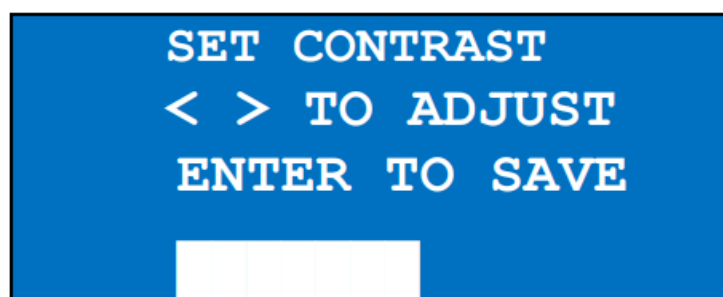 SET CONTRAST
< > TO ADJUST
ENTER TO SAVE